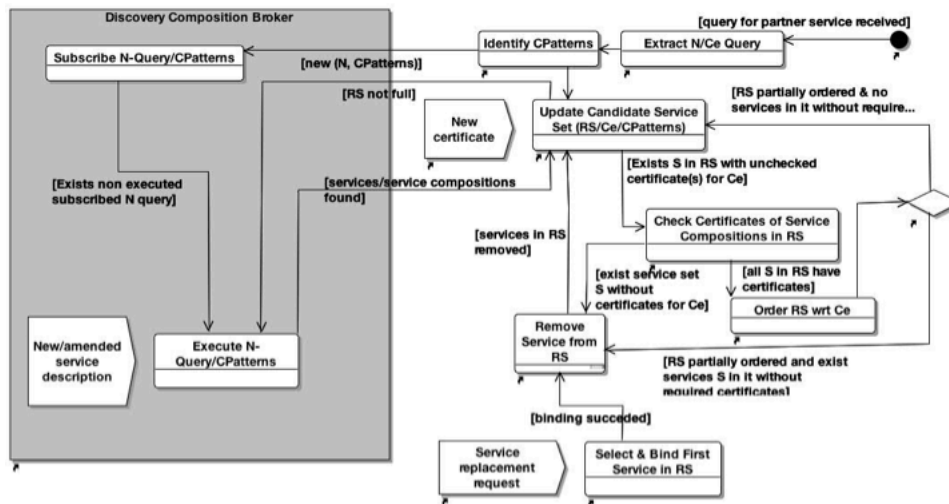 Discovery Composition Broker
[query for partner service received]
Subscribe N-Query/CPatterns
Identify CPatterns
Extract N/Ce Query
[new (N, CPatterns)]
[RS not full]
[RS partially ordered & no
services in it without require...
New
certificate
Update Candidate Service
Set (RS/Ce/CPatterns)
[Exists S in RS with unchecked
certificate(s) for Ce]
[Exists non executed
subscribed N query]
[services/service compositions
found]
Check Certificates of Service
Compositions in RS
[services in RS
removed]
[exist service set
S without
certificates for Ce]
[all S in RS have
certificates]
Order RS wrt Ce
New/amended
service
description
Execute N-
Query/CPatterns
Remove
Service from
RS
[RS partially ordered and exist
services S in it without
required certificates]
[binding succeded]
Service
replacement
request
Select & Bind First
Service in RS